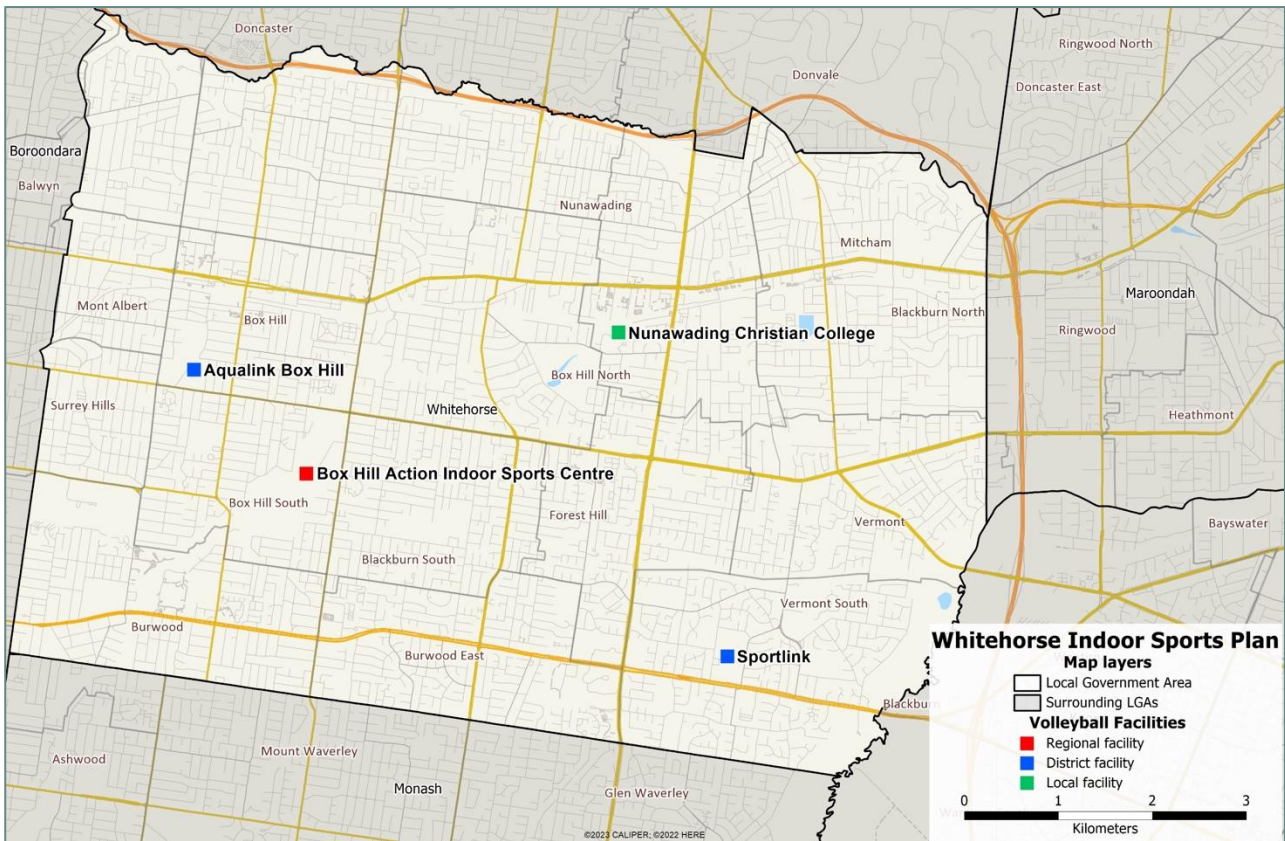 Doncaster
Ringwood North
Donvale
Doncaster East
Boroondara
Balwyn
Nunawading
Mitcham
Maroondah
Mont Albert
Box Hill
Blackburn North
Ringwood
Nunawading Christian College
Aqualink Box Hill
Box Hill North
Surrey Hills
Whitehorse
Heathmont
Box Hill Action Indoor Sports Centre
Box Hill South
Forest Hill
Vermont
Bayswater
Blackburn South
Vermont South
Burwood
Burwood East
Sportlink
Blackburn
Ashwood
Mount Waverley
Monash
Glen Waverley
Whitehorse Indoor Sports Plan
Map layers
Local Government Area
Surrounding LGAs
Volleyball Facilities
Regional facility
District facility
Local facility
0 1 2 3
Kilometers
©2023 CALIPER; ©2022 HERE